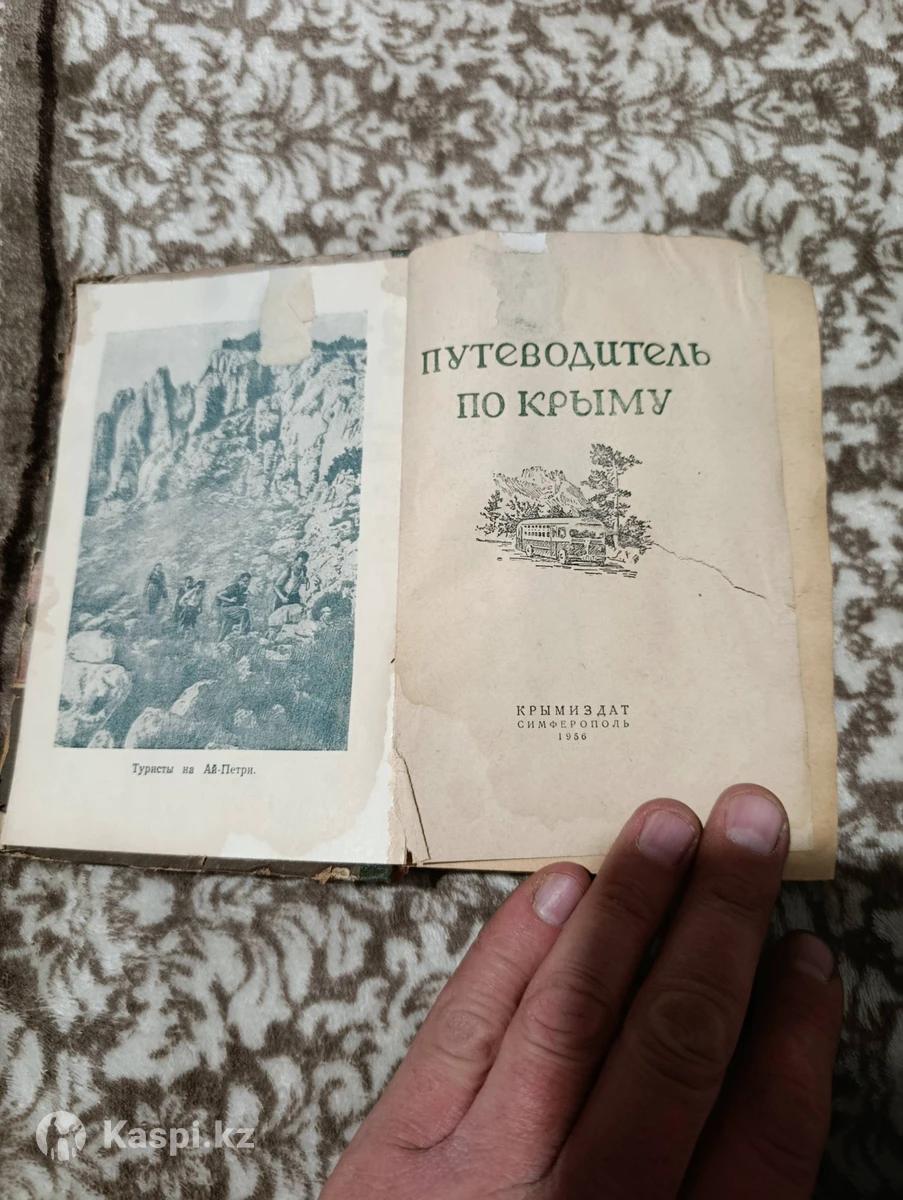 ПУТЕВОДИТЕЛЬ
ПО КРЫМУ
КРЫМИЗДАТ
СИМФЕРОПОЛЬ
1956
Туристы на Ай-Петри.
Kaspi.kz